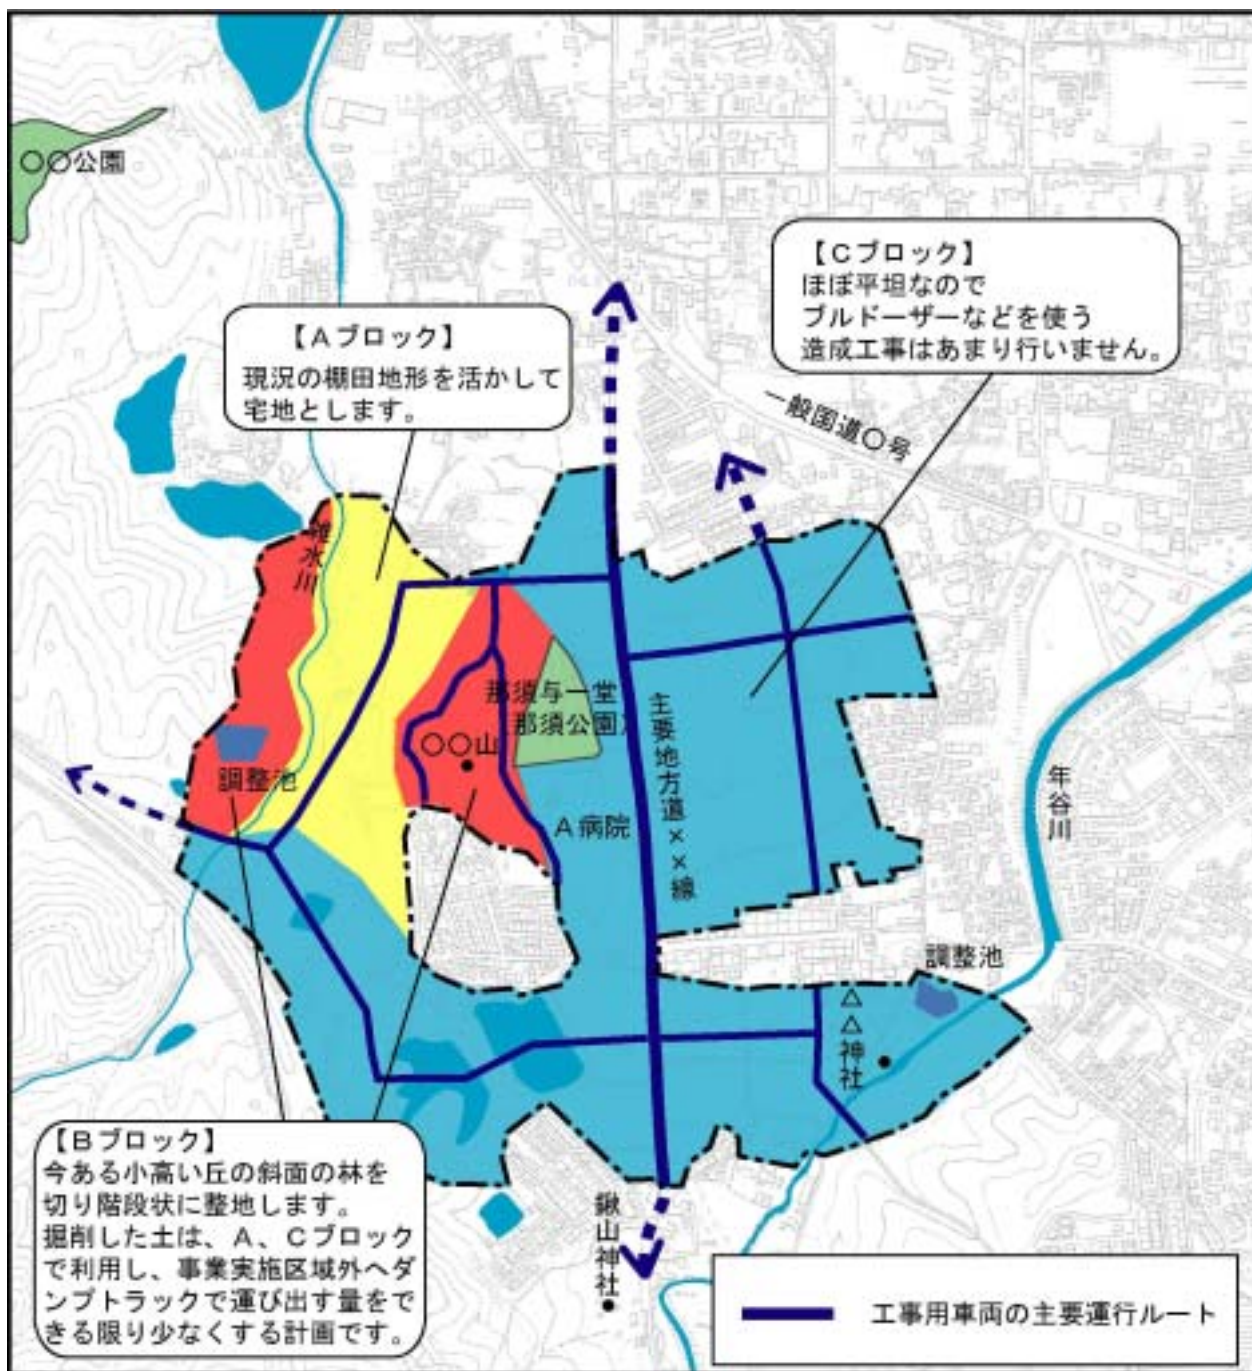 ○○公園
【Cブロック】
ほぼ平坦なので
ブルドーザーなどを使う
造成工事はあまり行いません。
【Aブロック】
現況の棚田地形を活かして
宅地とします。
一般国道○号
雑水川
那須与一堂
(那須公園)
○○山
主要地方道××線
調整池
A病院
年谷川
調整池
△△神社
【Bブロック】
今ある小高い丘の斜面の林を
切り階段状に整地します。
掘削した土は、A、Cブロック
で利用し、事業実施区域外へダ
ンプトラックで運び出す量をで
きる限り少なくする計画です。
鍬山神社
工事用車両の主要運行ルート